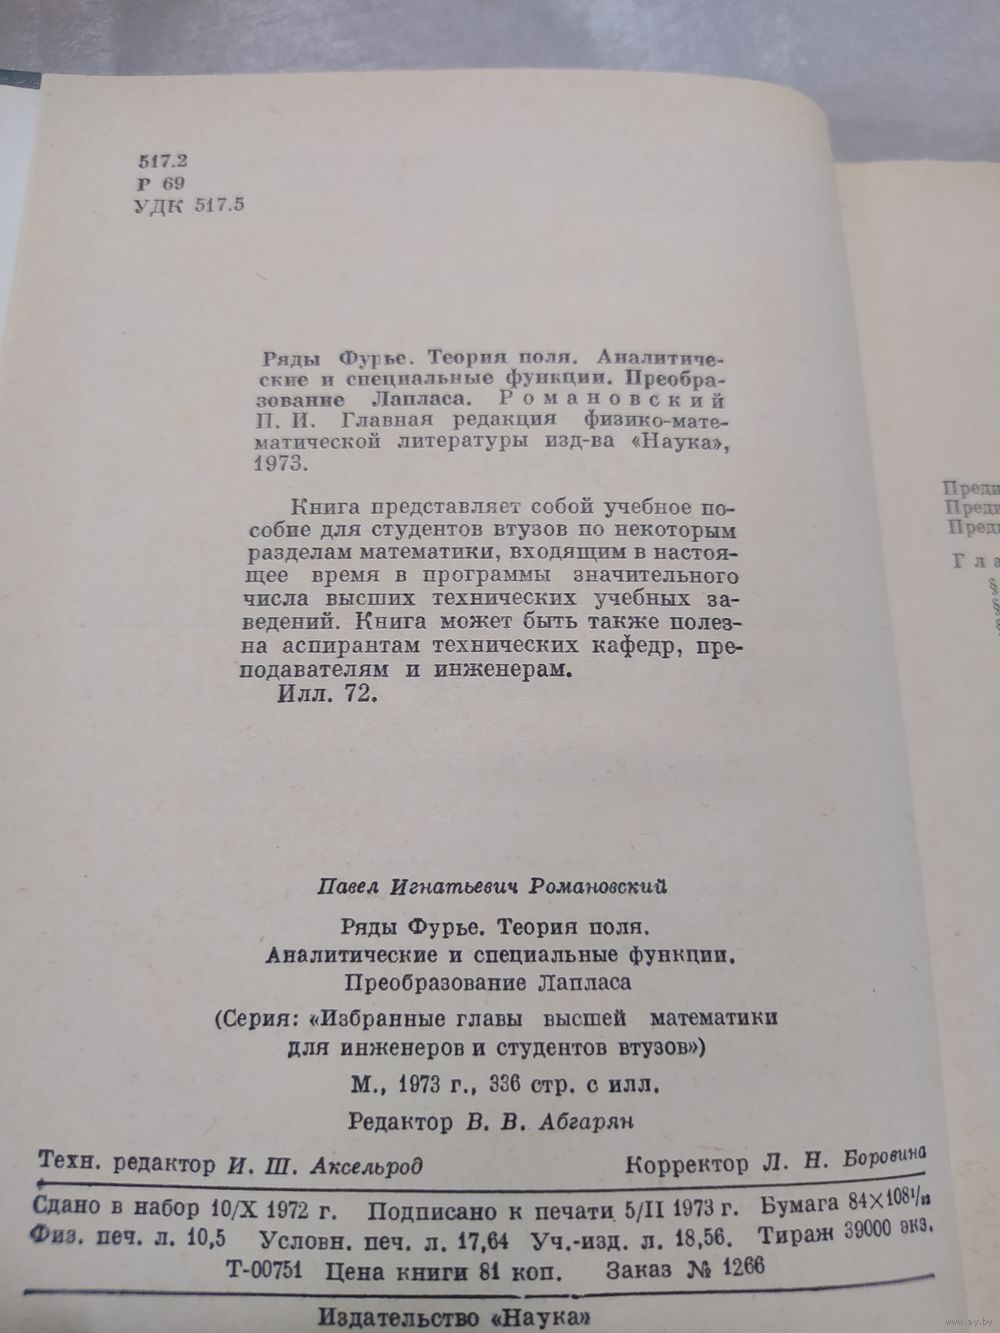 517.2
Р 69
УДК 517.5
Ряды Фурье. Теория поля. Аналитиче-
ские и специальные функции. Преобра-
зование Лапласа. Романовский
П. И. Главная редакция физико-мате-
матической литературы изд-ва «Наука»,
1973.
Книга представляет собой учебное по-
собие для студентов втузов по некоторым
разделам математики, входящим в настоя-
щее время в программы значительного
числа высших технических учебных за-
ведений. Книга может быть также полез-
на аспирантам технических кафедр, пре-
подавателям и инженерам.
Илл. 72.
Павел Игнатьевич Романовский
Ряды Фурье. Теория поля.
Аналитические и специальные функции.
Преобразование Лапласа
(Серия: «Избранные главы высшей математики
для инженеров и студентов втузов»)
М., 1973 г., 336 стр. с илл.
Редактор В. В. Абгарян
Техн. редактор И. Ш. Аксельрод Корректор Л. Н. Боровина
Сдано в набор 10/X 1972 г. Подписано к печати 5/II 1973 г. Бумага 84×108¹/₃₂
Физ. печ. л. 10,5 Условн. печ. л. 17,64 Уч.-изд. л. 18,56. Тираж 39000 экз.
Т-00751 Цена книги 81 коп. Заказ № 1266
Издательство «Наука»
Преди
Преди
Преди
Гла
§
§
§
www.ay.by